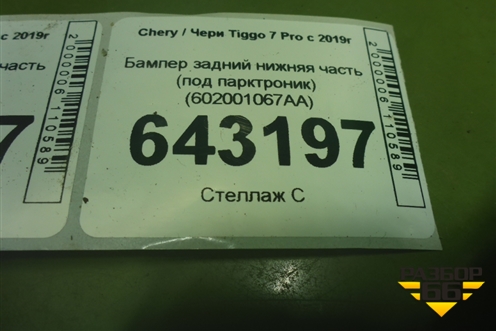 с 2019г
часть
7
2000006110589
Chery / Чери Tiggo 7 Pro с 2019г
Бампер задний нижняя часть
(под парктроник)
(602001067AA)
643197
Стеллаж С
2000006110589
РАЗБОР
66